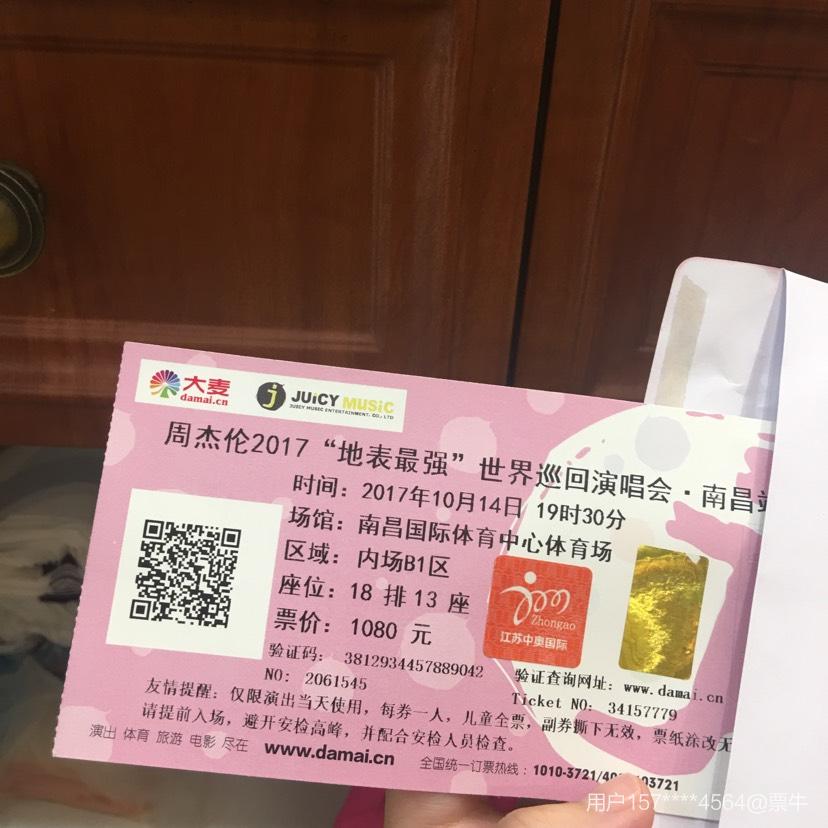 大麦
damai.cn
JUICY MUSIC
JUICY MUSIC ENTERTAINMENT. CO., LTD
周杰伦2017“地表最强”世界巡回演唱会·南昌
时间：2017年10月14日 19时30分
场馆：南昌国际体育中心体育场
区域：内场B1区
座位：18 排 13 座
票价：1080 元
Zhongao
江苏中奥国际
验证码： 3812934457889042
NO： 2061545
验证查询网址：www.damai.cn
Ticket NO： 34157779
友情提醒：仅限演出当天使用，每券一人，儿童全票，副券撕下无效，票纸涂改无
请提前入场，避开安检高峰，并配合安检人员检查。
演出 体育 旅游 电影 尽在 www.damai.cn
全国统一订票热线：1010-3721/40 03721
用户157****4564@票牛